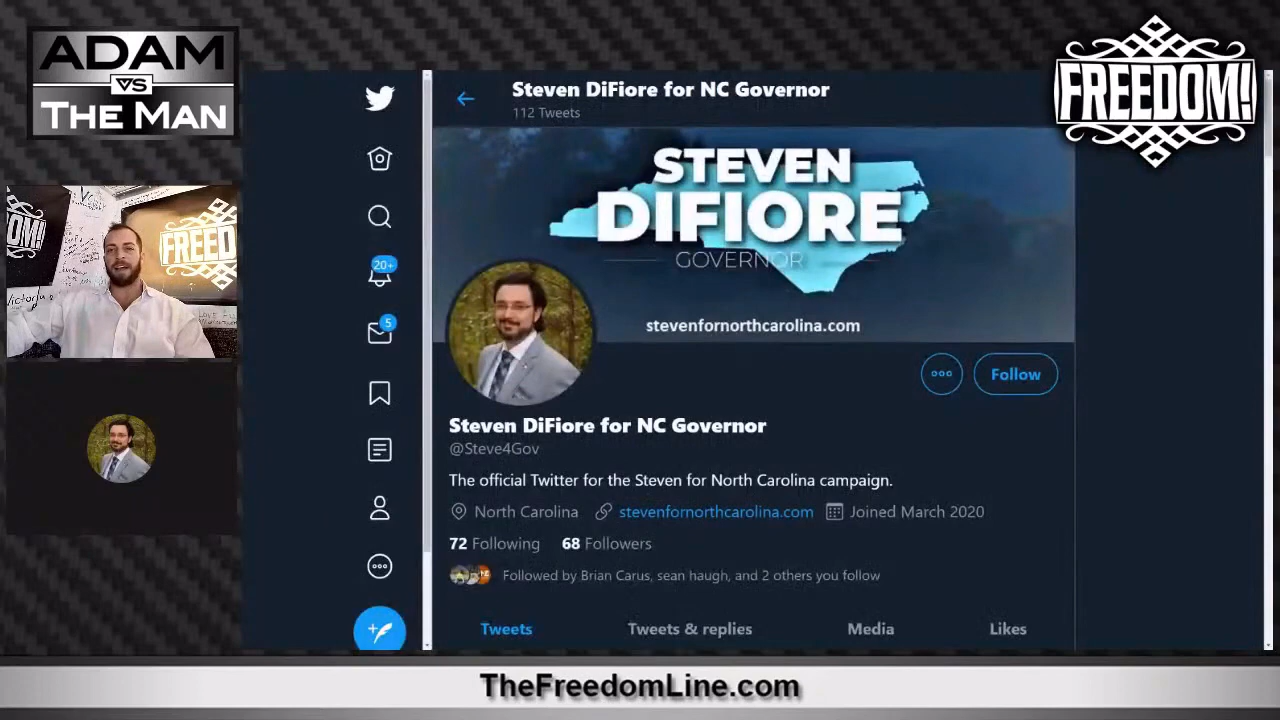 ADAM
VS
THE MAN
FREEDOM!
Steven DiFiore for NC Governor
112 Tweets
STEVEN
DIFIORE
GOVERNOR
stevenfornorthcarolina.com
FREED
20+
5
Follow
Steven DiFiore for NC Governor
@Steve4Gov
The official Twitter for the Steven for North Carolina campaign.
North Carolina stevenfornorthcarolina.com Joined March 2020
72 Following 68 Followers
Followed by Brian Carus, sean haugh, and 2 others you follow
Tweets Tweets & replies Media Likes
TheFreedomLine.com